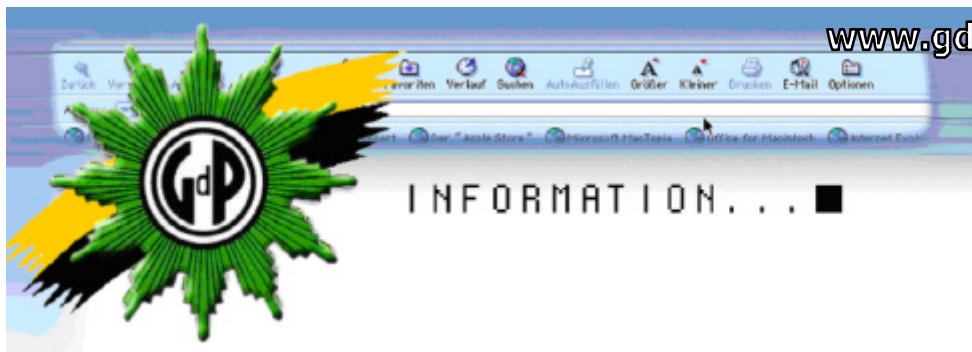 www.gd
Favoriten Verlauf Suchen AutoAusfüllen Größer Kleiner Drucken E-Mail Optionen
"Apple Store" Microsoft MacTopia Office for Macintosh Internet
GdP
INFORMATION...